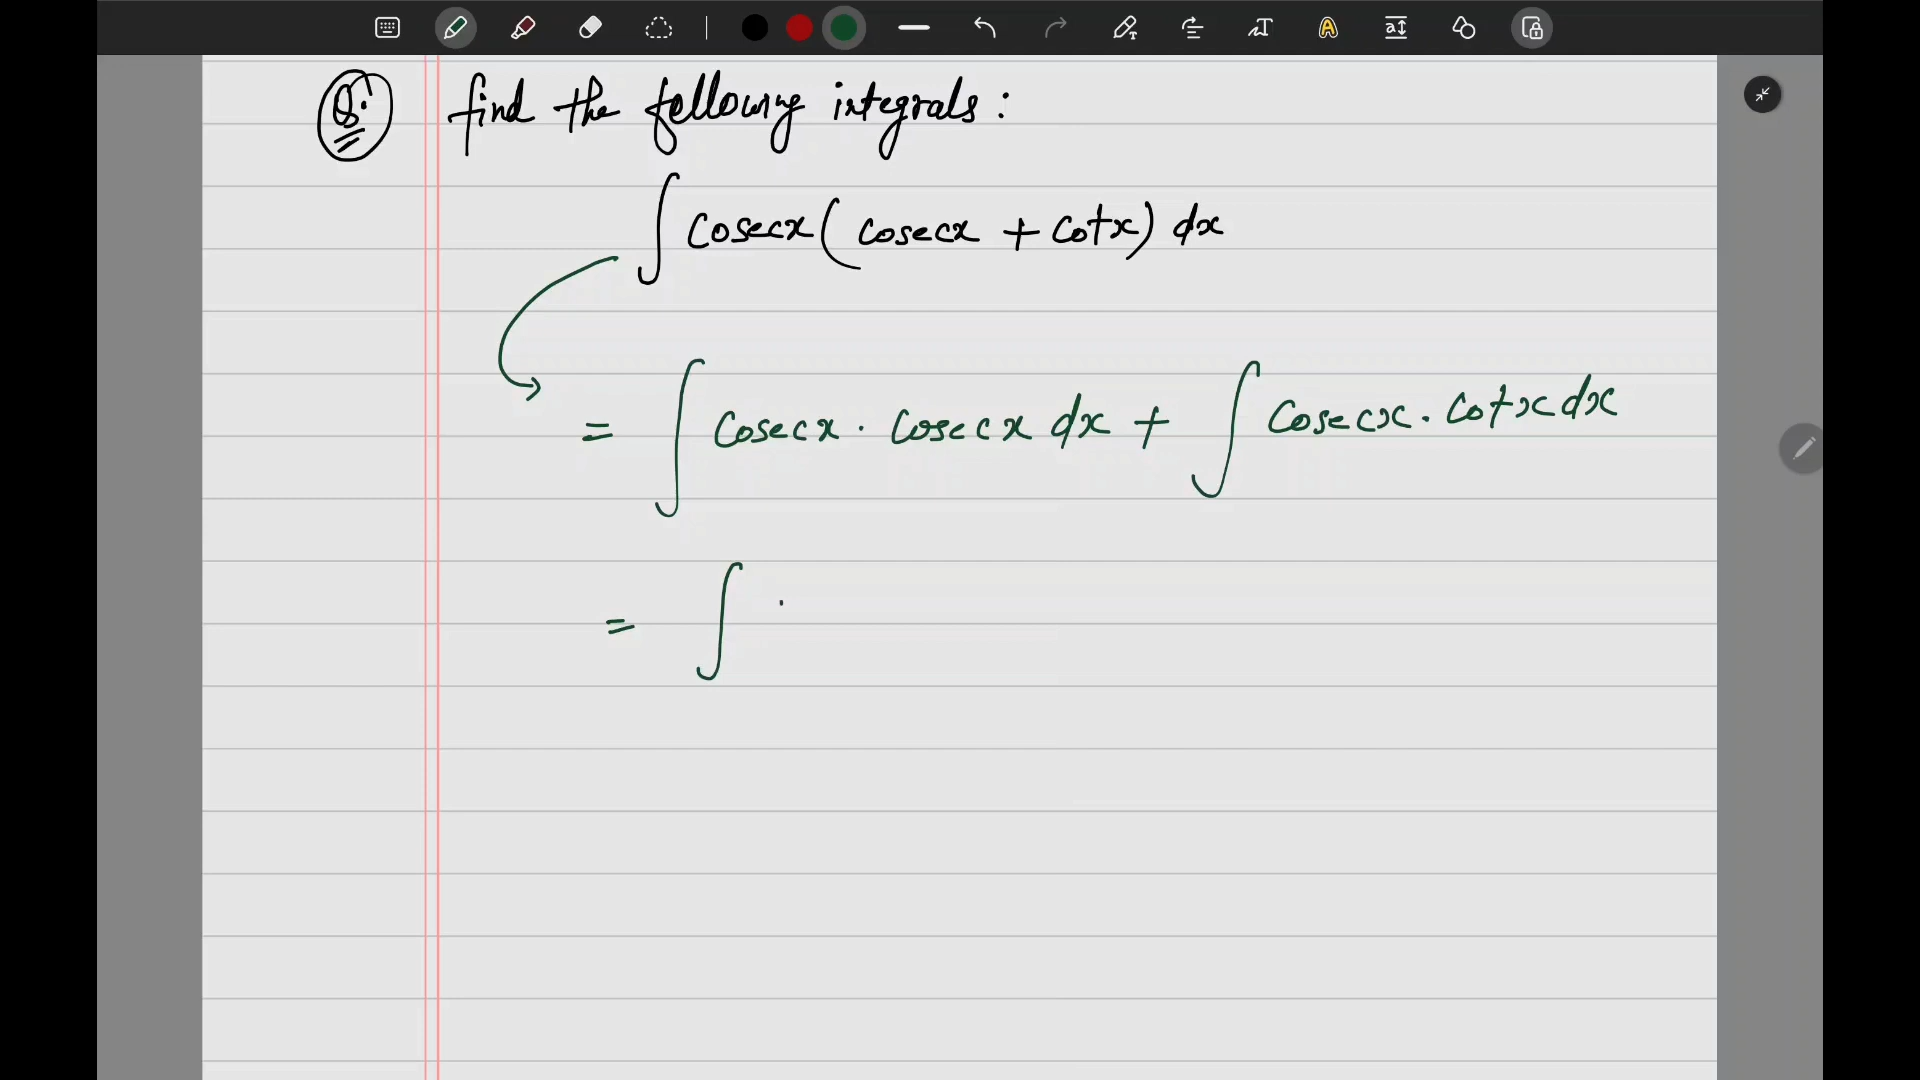 Q. find the following integrals :
∫ Cosecx ( cosecx + Cotx ) dx
= ∫ Cosecx . Cosecx dx + ∫ Cosecx . Cotx dx
= ∫